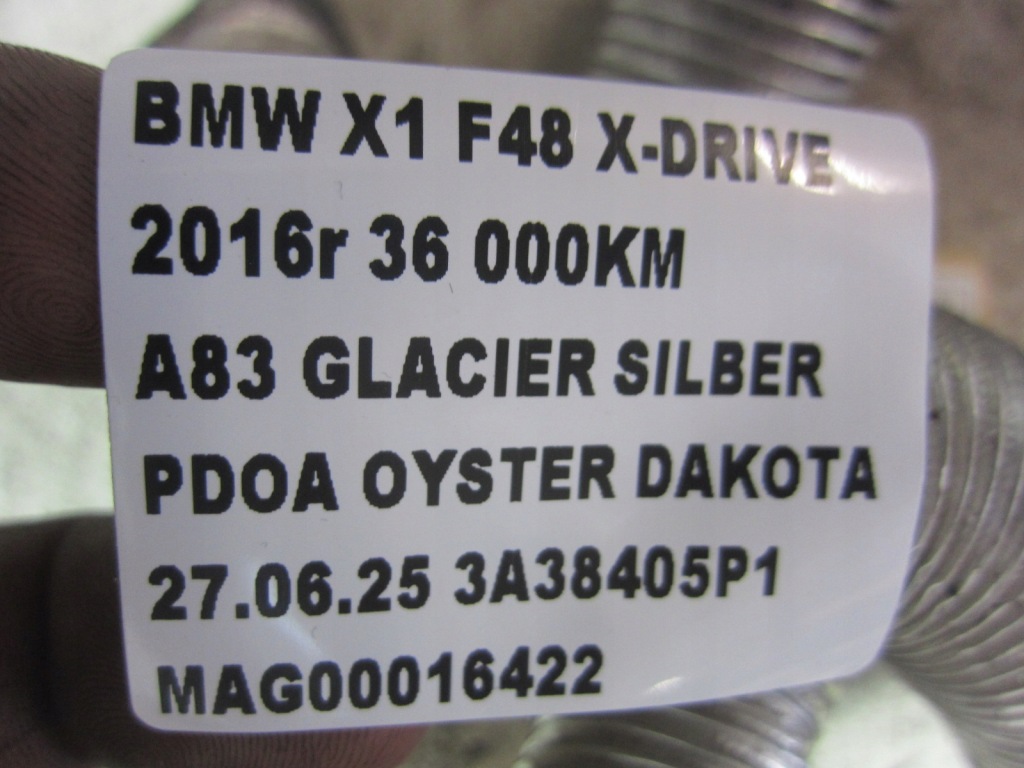 BMW X1 F48 X-DRIVE
2016r 36 000KM
A83 GLACIER SILBER
PDOA OYSTER DAKOTA
27.06.25 3A38405P1
MAG00016422